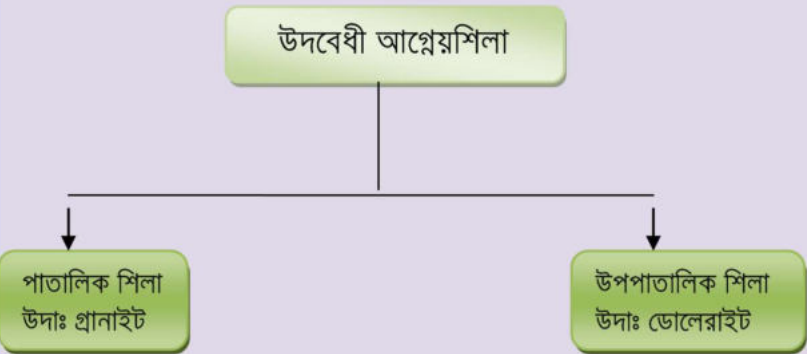 উদবেধী আগ্নেয়শিলা
পাতালিক শিলা
উদাঃ গ্রানাইট
উপপাতালিক শিলা
উদাঃ ডোলেরাইট